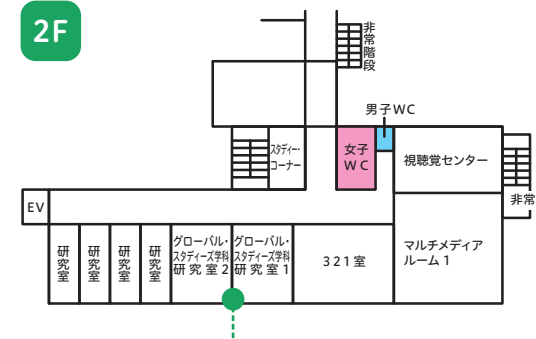 2F
非常階段
男子WC
スタディー・
コーナー
女子
WC
視聴覚センター
非常
EV
研究室
研究室
研究室
研究室
グローバル・
スタディーズ学科
研究室2
グローバル・
スタディーズ学科
研究室1
321室
マルチメディア
ルーム1